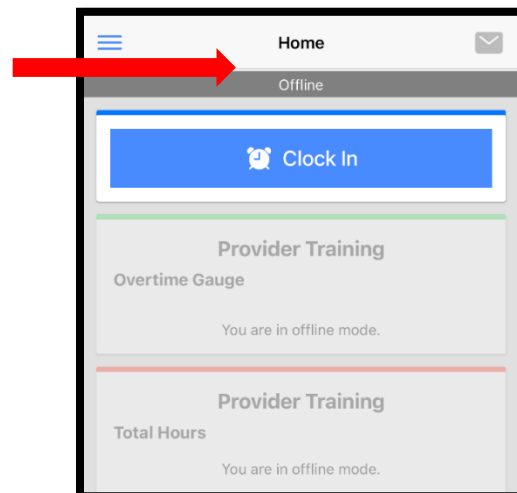 Home
Offline
Clock In
Provider Training
Overtime Gauge
You are in offline mode.
Provider Training
Total Hours
You are in offline mode.